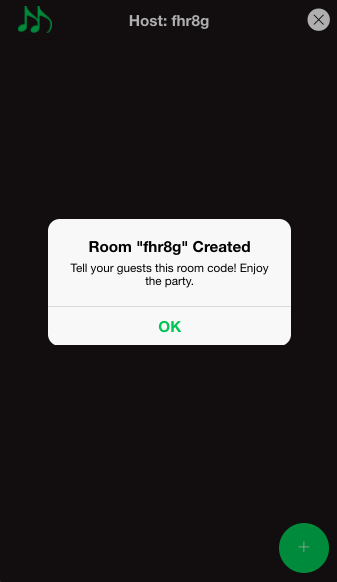 Host: fhr8g
Room "fhr8g" Created
Tell your guests this room code! Enjoy
the party.
OK
+